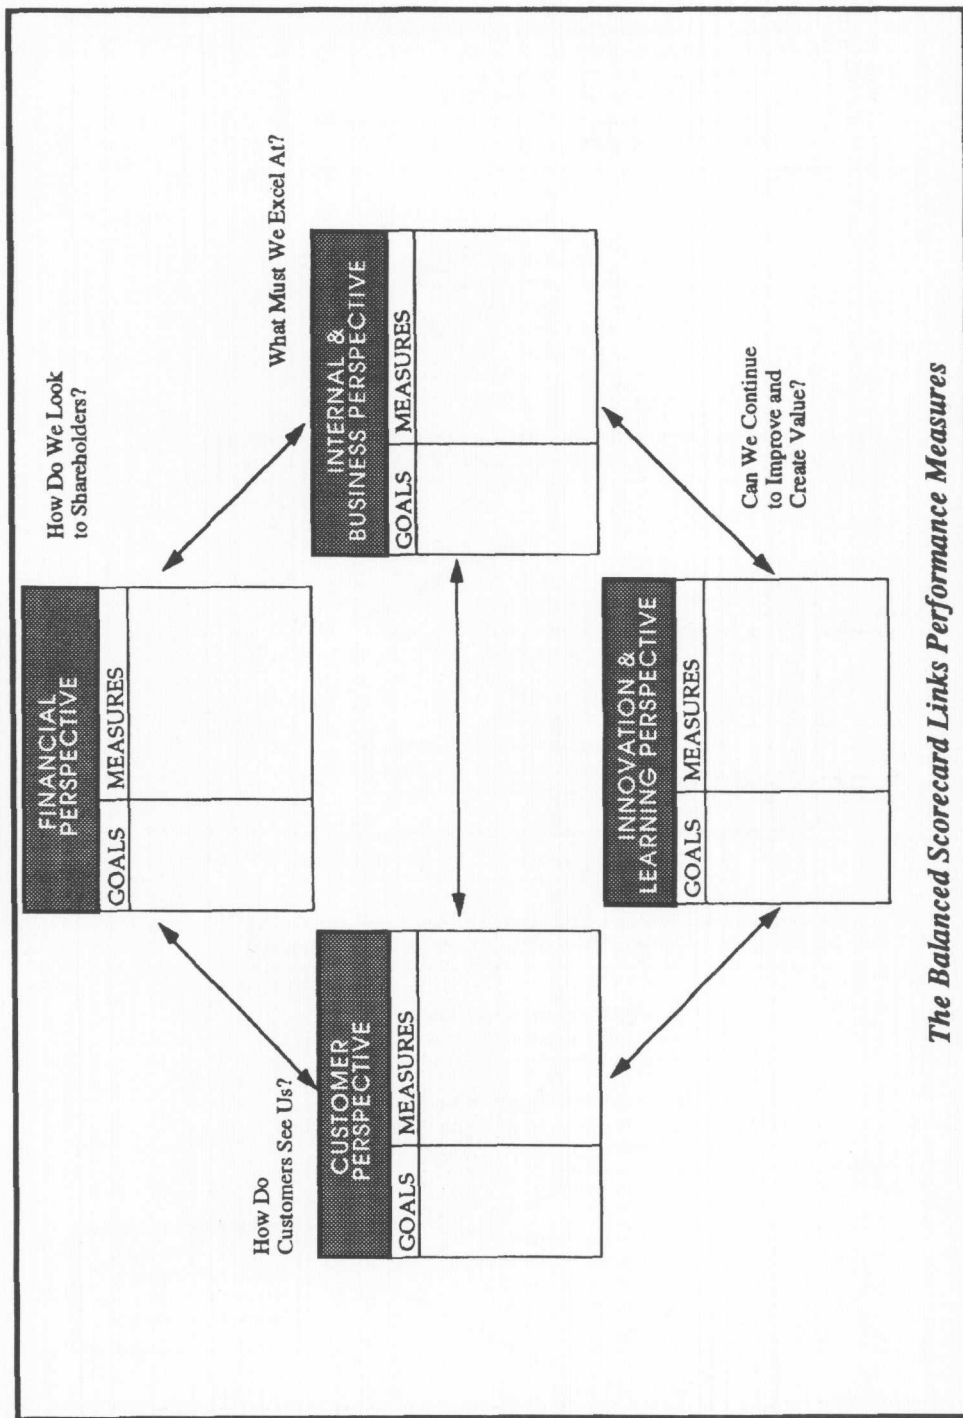 How Do We Look
to Shareholders?
FINANCIAL
PERSPECTIVE
GOALS MEASURES
How Do
Customers See Us?
What Must We Excel At?
CUSTOMER
PERSPECTIVE
GOALS MEASURES
INTERNAL &
BUSINESS PERSPECTIVE
GOALS MEASURES
INNOVATION &
LEARNING PERSPECTIVE
GOALS MEASURES
Can We Continue
to Improve and
Create Value?
The Balanced Scorecard Links Performance Measures